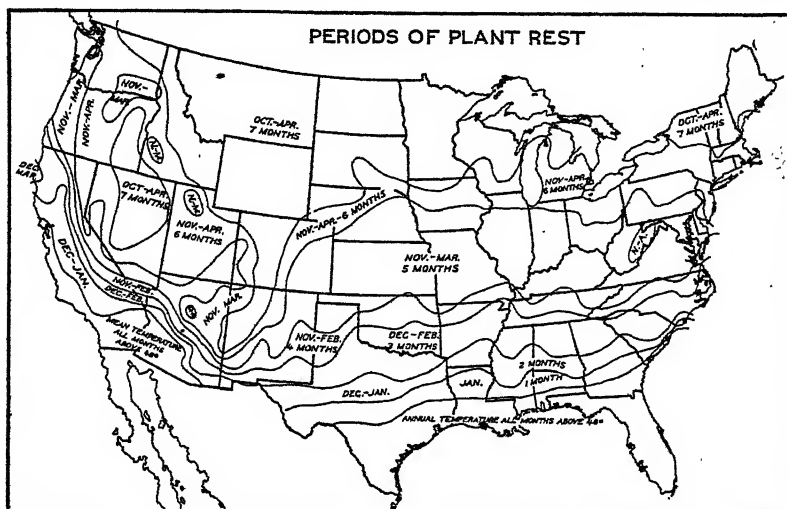 PERIODS OF PLANT REST
NOV.-MAR.
NOV.-APR.
NOV.-
MAR.
N-M
OCT.-APR.
7 MONTHS
OCT.-APR.
7 MONTHS
NOV.-APR.
6 MONTHS
DEC.
MAR.
OCT-APR.
7 MONTHS
N-M
NOV.-APR.
6 MONTHS
NOV.-APR.-6 MONTHS
N.-A.
DEC.-JAN.
NOV.-FEB.
DEC-FEB.
NOV. MAR.
NOV.-MAR.
5 MONTHS
MEAN TEMPERATURE
ALL MONTHS
ABOVE 48°
NOV.-FEB.
4 MONTHS
DEC.-FEB.
3 MONTHS
2 MONTHS
1 MONTH
DEC.-JAN.
JAN.
ANNUAL TEMPERATURE ALL MONTHS ABOVE 48°